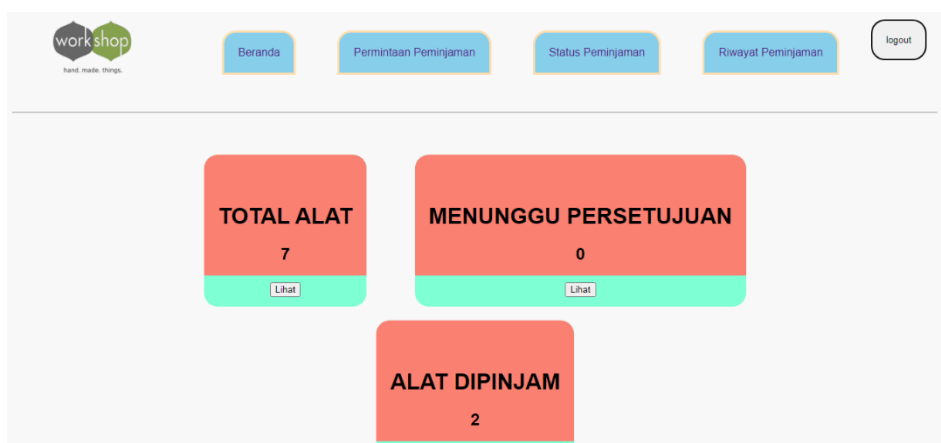 workshop
hand. made. things.
Beranda
Permintaan Peminjaman
Status Peminjaman
Riwayat Peminjaman
logout
TOTAL ALAT
7
Lihat
MENUNGGU PERSETUJUAN
0
Lihat
ALAT DIPINJAM
2